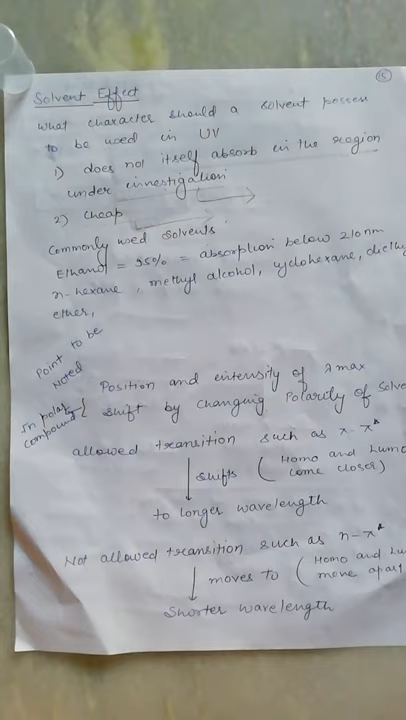 15
Solvent Effect
What character should a solvent possess
to be used in UV
1) does not itself absorb in the region
under investigation
2) cheap
Commonly used solvents.
Ethanol = 95% = absorption below 210nm
n-hexane, methyl alcohol, cyclohexane, diethy
ether,
Point to be
Noted
Position and intensity of λmax
In polar
compound { shift by changing Polarity of Solve
allowed transition such as π-π*
shifts (Homo and Lumo
come closer)
to longer wavelength
Not allowed transition such as n-π*
moves to (Homo and Lu
move apart
Shorter wavelength